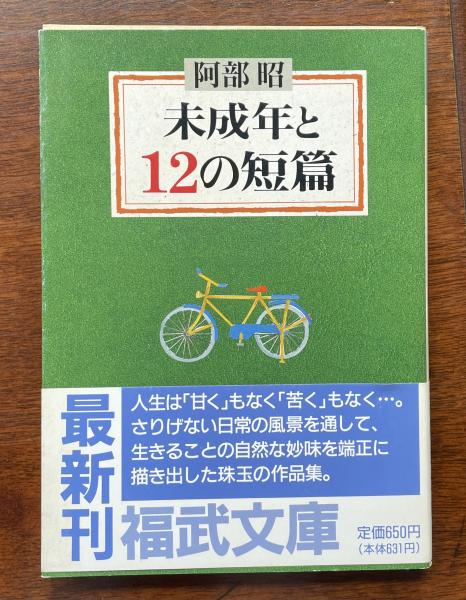 阿部 昭
未成年と
12の短篇
最新刊
人生は「甘く」もなく「苦く」もなく…。
さりげない日常の風景を通して、
生きることの自然な妙味を端正に
描き出した珠玉の作品集。
福武文庫
定価650円
(本体631円)